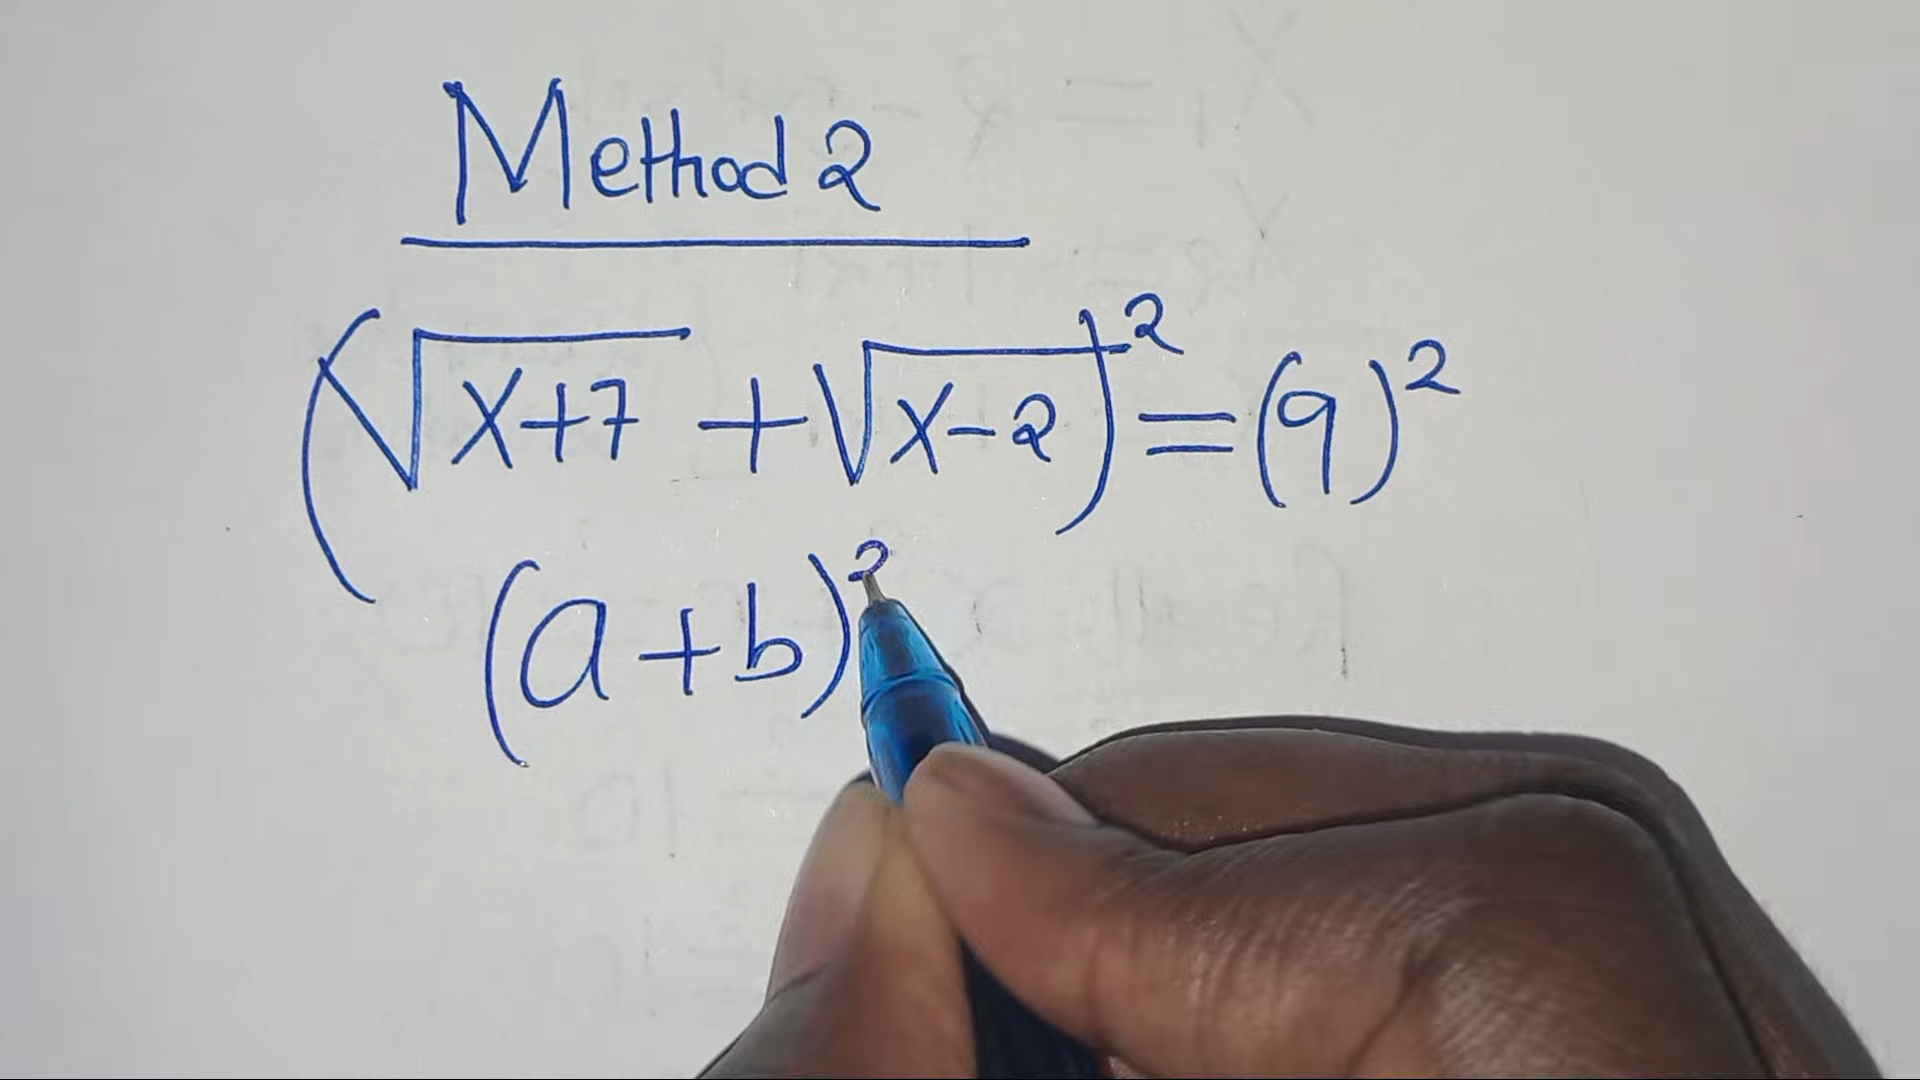 Method 2
(√x+7 + √x-2)² = (9)²
(a+b)²